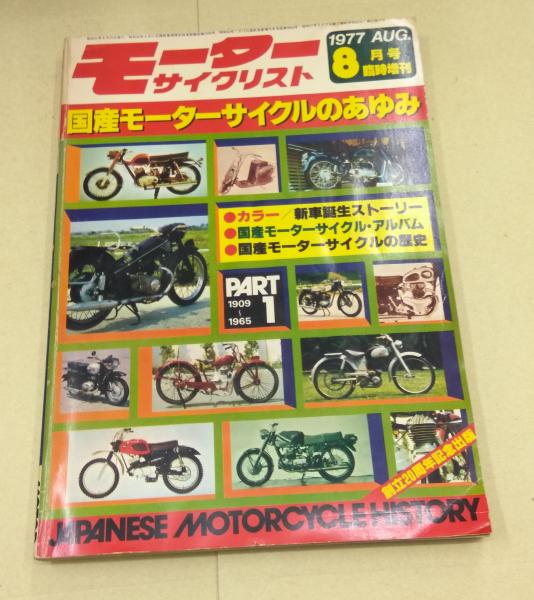 モーター
サイクリスト
1977 AUG.
8月号
臨時増刊
国産モーターサイクルのあゆみ
●カラー/新車誕生ストーリー
●国産モーターサイクル・アルバム
●国産モーターサイクルの歴史
PART 1
1909
~
1965
創立20周年記念出版
JAPANESE MOTORCYCLE HISTORY